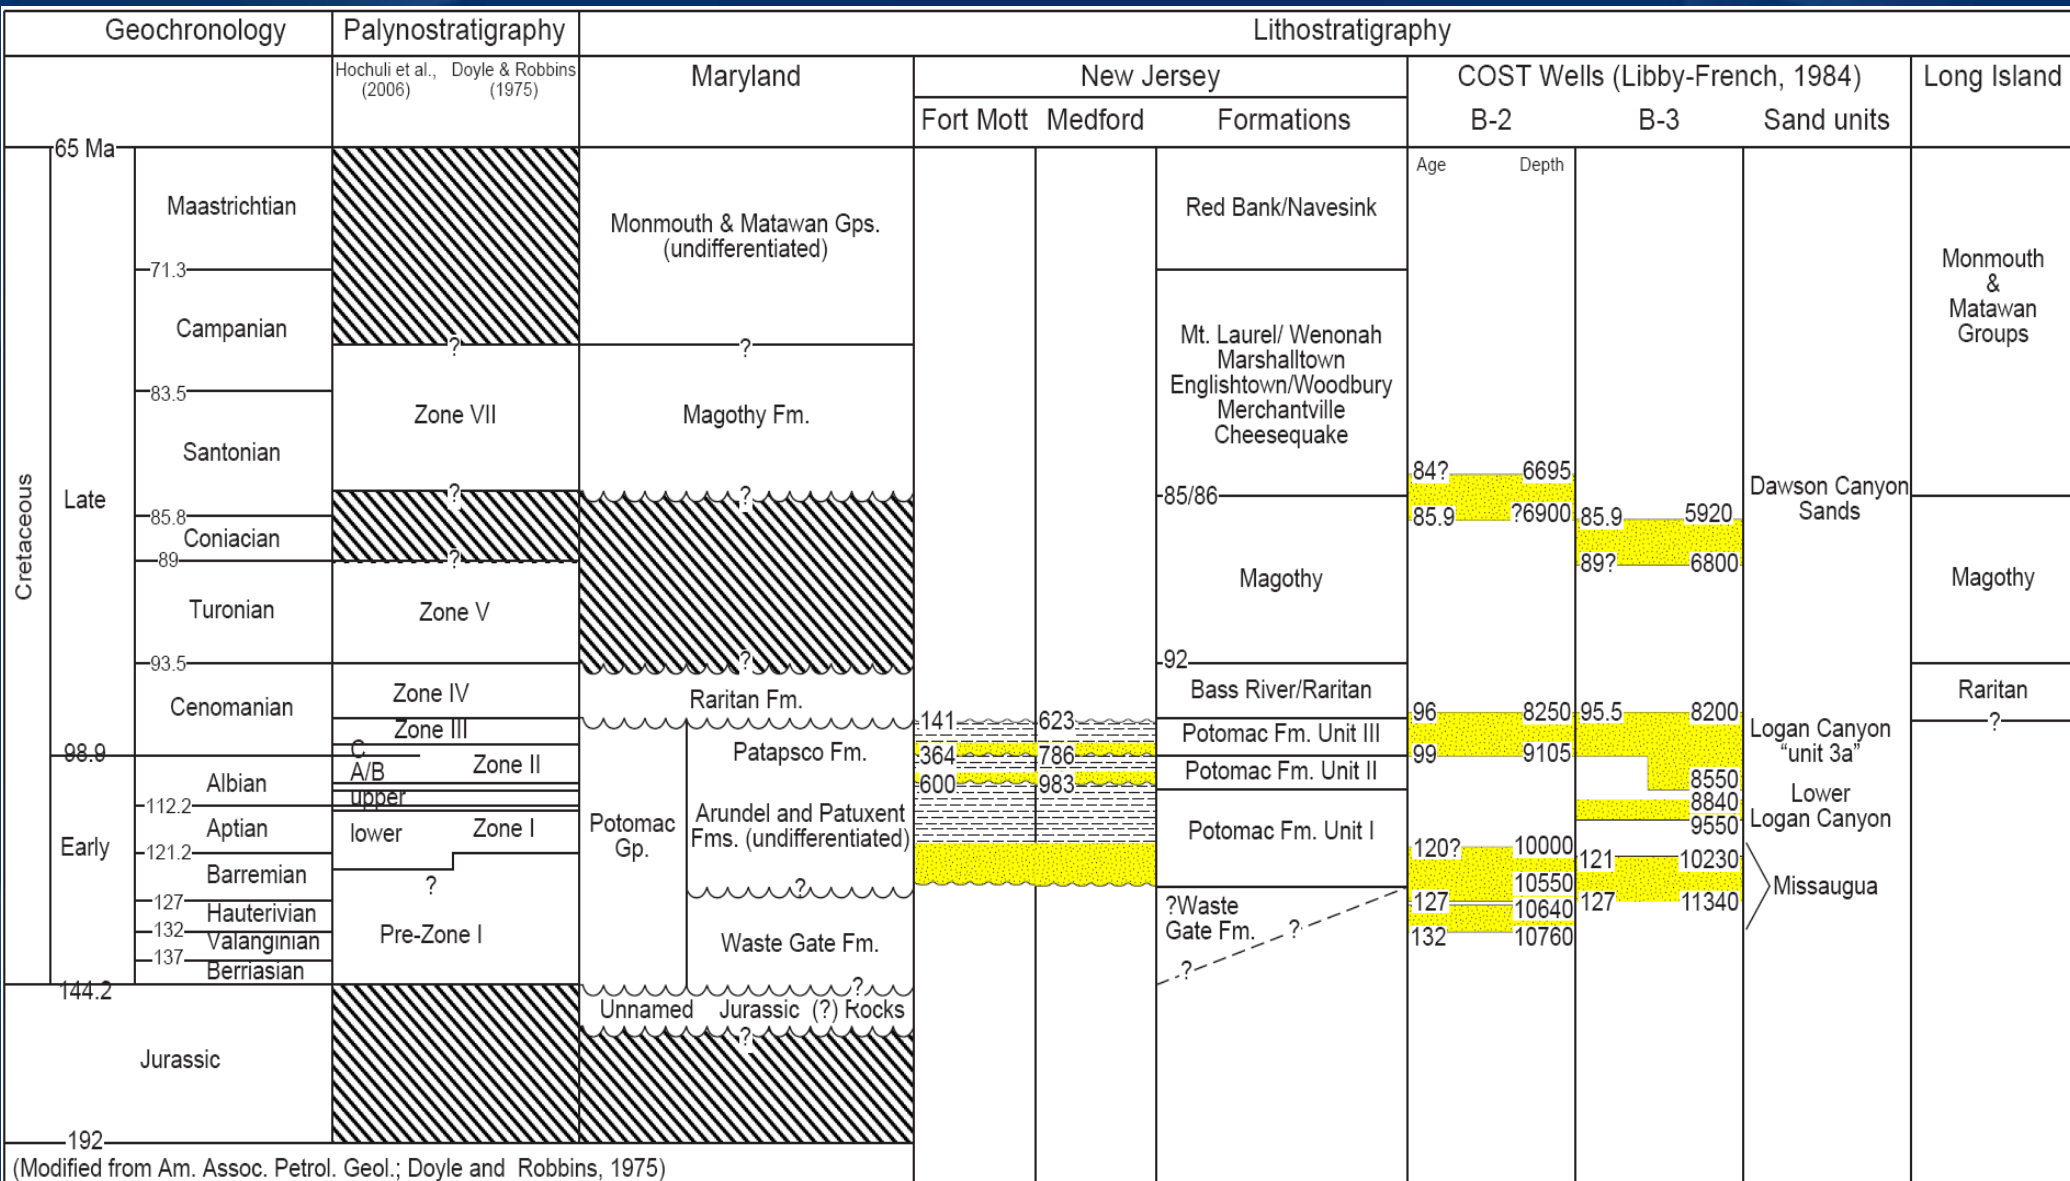 Geochronology
Palynostratigraphy
Lithostratigraphy
Hochuli et al., (2006)
Doyle & Robbins (1975)
Maryland
New Jersey
COST Wells (Libby-French, 1984)
Long Island
Fort Mott
Medford
Formations
B-2
B-3
Sand units
65 Ma
Age
Depth
Cretaceous
Late
Early
Maastrichtian
71.3
Campanian
83.5
Santonian
85.8
Coniacian
89
Turonian
93.5
Cenomanian
98.9
Albian
112.2
Aptian
121.2
Barremian
127
Hauterivian
132
Valanginian
137
Berriasian
144.2
Jurassic
192
?
Zone VII
?
?
Zone V
Zone IV
Zone III
C
A/B
Zone II
upper
lower
Zone I
?
Pre-Zone I
Monmouth & Matawan Gps.
(undifferentiated)
?
Magothy Fm.
?
?
Raritan Fm.
Potomac
Gp.
Patapsco Fm.
Arundel and Patuxent
Fms. (undifferentiated)
?
Waste Gate Fm.
?
Unnamed Jurassic (?) Rocks
?
141
364
600
623
786
983
Red Bank/Navesink
Mt. Laurel/ Wenonah
Marshalltown
Englishtown/Woodbury
Merchantville
Cheesequake
85/86
Magothy
92
Bass River/Raritan
Potomac Fm. Unit III
Potomac Fm. Unit II
Potomac Fm. Unit I
?Waste
Gate Fm.
?
?
84? 6695
85.9 ?6900
96 8250
99 9105
120? 10000
10550
127 10640
132 10760
85.9 5920
89? 6800
95.5 8200
8550
8840
9550
121 10230
127 11340
Dawson Canyon
Sands
Logan Canyon
“unit 3a”
Lower
Logan Canyon
Missaugua
Monmouth
&
Matawan
Groups
Magothy
Raritan
?
(Modified from Am. Assoc. Petrol. Geol.; Doyle and Robbins, 1975)